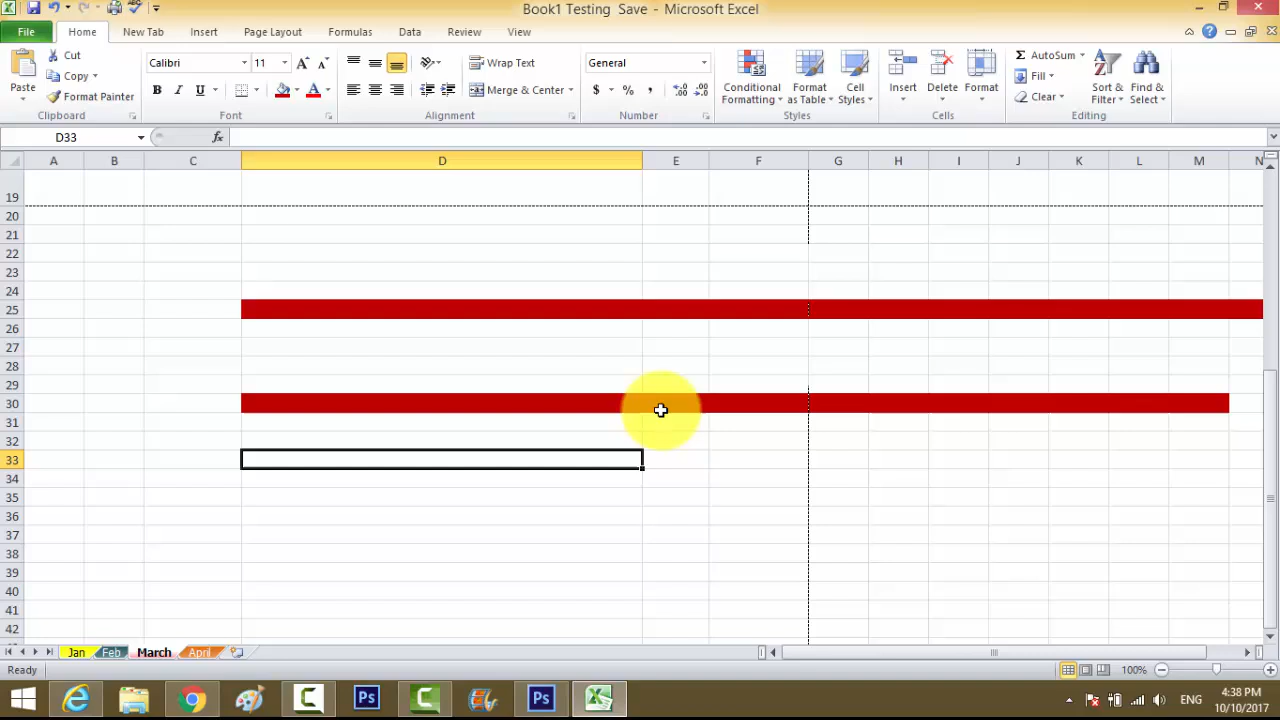 Book1 Testing Save - Microsoft Excel
File Home New Tab Insert Page Layout Formulas Data Review View
Paste
Cut
Copy
Format Painter
Clipboard
Calibri 11
B I U
Font
Wrap Text
Merge & Center
Alignment
General
$ % ,
Number
Conditional Formatting
Format as Table
Cell Styles
Styles
Insert Delete Format
Cells
AutoSum
Fill
Clear
Sort & Filter
Find & Select
Editing
D33 fx
A B C D E F G H I J K L M N
19
20
21
22
23
24
25
26
27
28
29
30
31
32
33
34
35
36
37
38
39
40
41
42
Jan Feb March April
Ready 100%
ENG
4:38 PM
10/10/2017